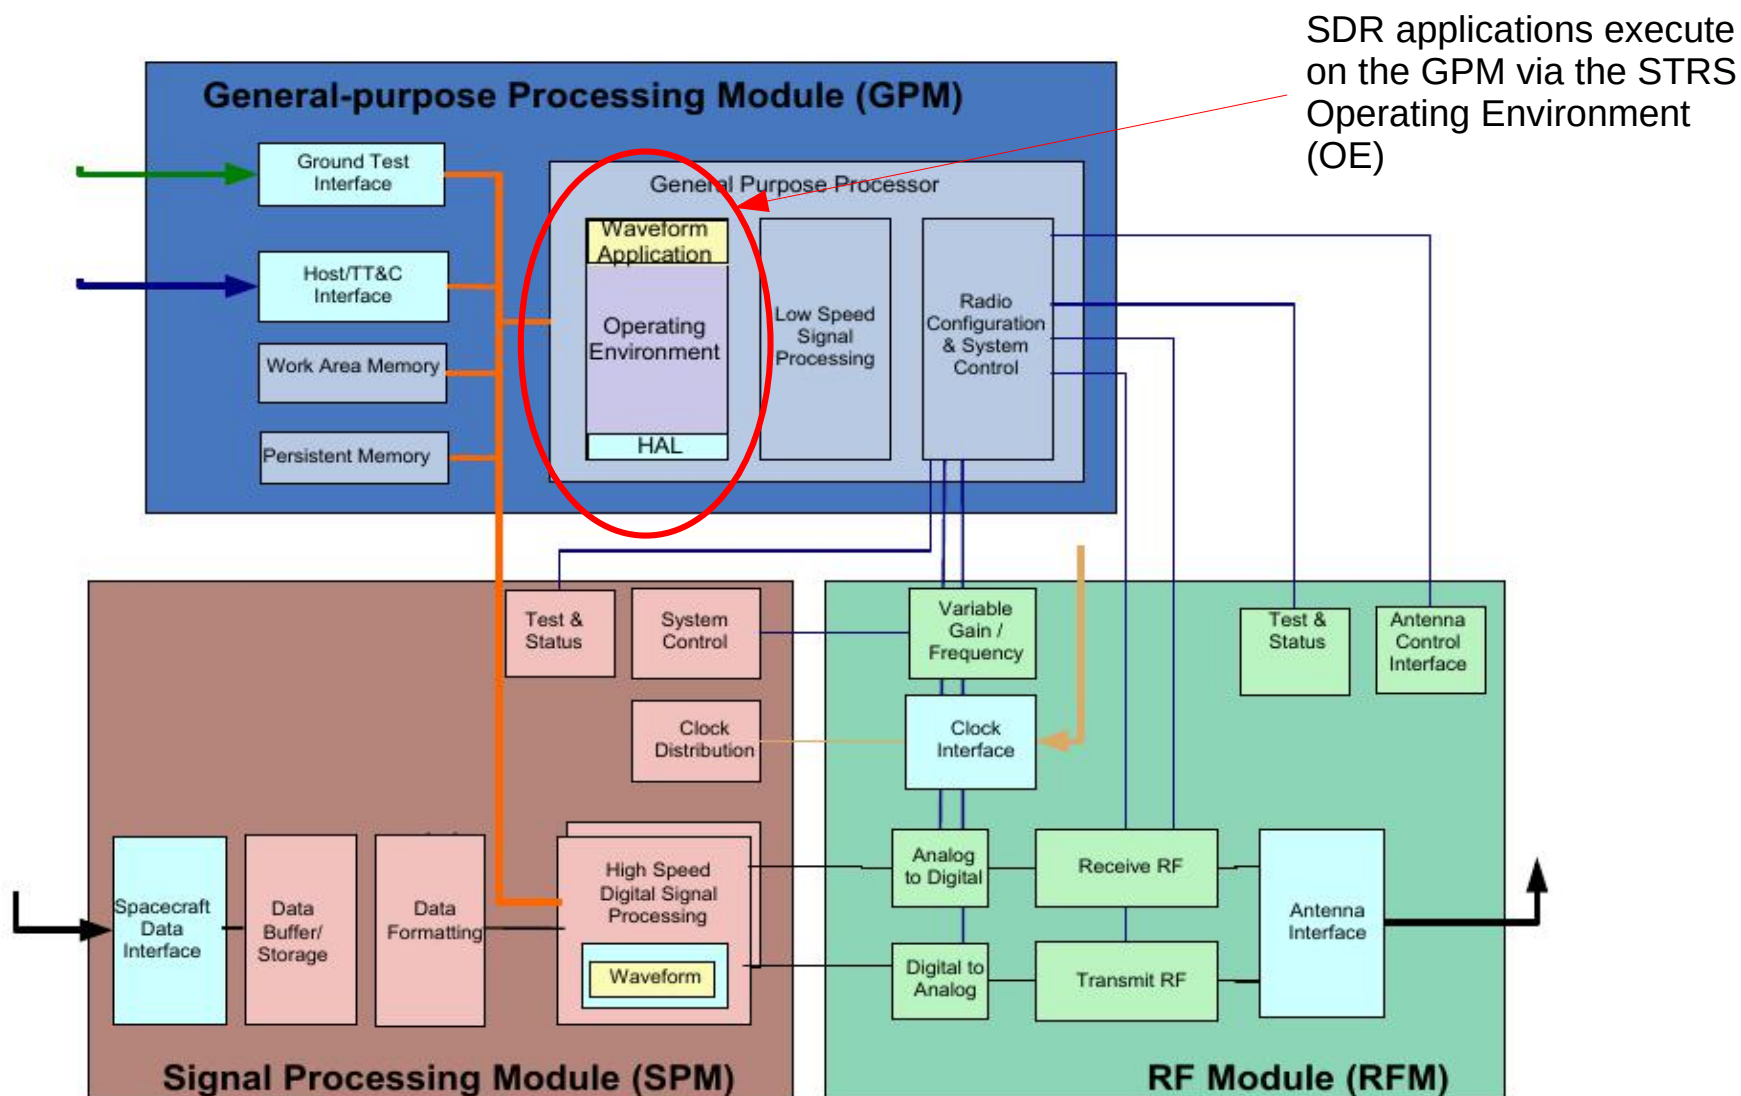 SDR applications execute
on the GPM via the STRS
Operating Environment
(OE)
General-purpose Processing Module (GPM)
Ground Test
Interface
Host/TT&C
Interface
Work Area Memory
Persistent Memory
General Purpose Processor
Waveform
Application
Operating
Environment
HAL
Low Speed
Signal
Processing
Radio
Configuration
& System
Control
Test &
Status
System
Control
Clock
Distribution
Spacecraft
Data
Interface
Data
Buffer/
Storage
Data
Formatting
High Speed
Digital Signal
Processing
Waveform
Signal Processing Module (SPM)
Variable
Gain /
Frequency
Clock
Interface
Test &
Status
Antenna
Control
Interface
Analog
to Digital
Receive RF
Digital to
Analog
Transmit RF
Antenna
Interface
RF Module (RFM)